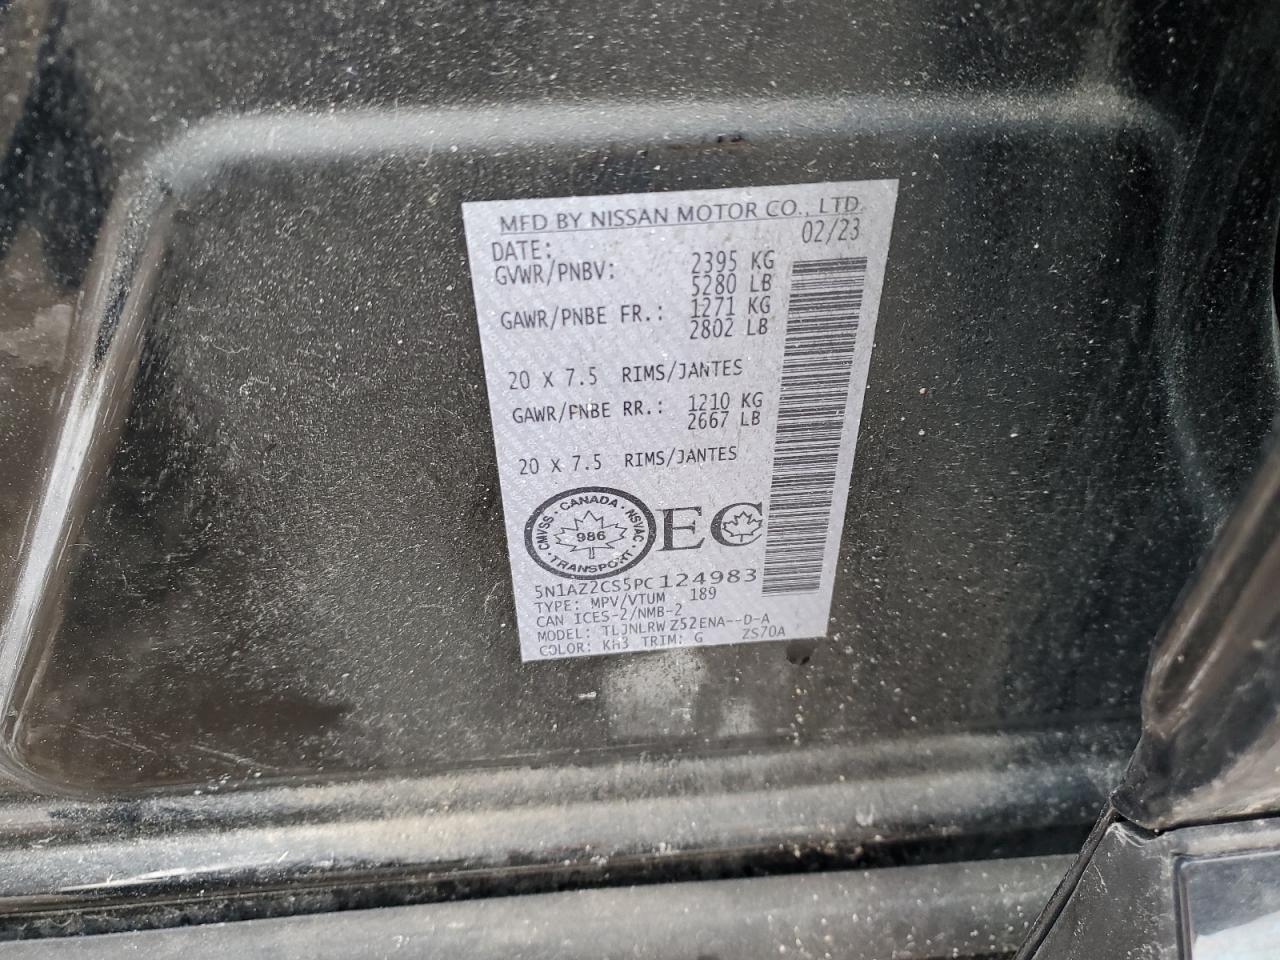 MFD BY NISSAN MOTOR CO., LTD.
DATE: 02/23
GVWR/PNBV: 2395 KG
5280 LB
GAWR/PNBE FR.: 1271 KG
2802 LB
20 X 7.5 RIMS/JANTES
GAWR/PNBE RR.: 1210 KG
2667 LB
20 X 7.5 RIMS/JANTES
CMVSS · CANADA · NSVAC · TRANSPORT ·
986
EC
5N1AZ2CS5PC124983
TYPE: MPV/VTUM 189
CAN ICES-2/NMB-2
MODEL: TLJNLRW Z52ENA--D-A
COLOR: KH3 TRIM: G ZS70A